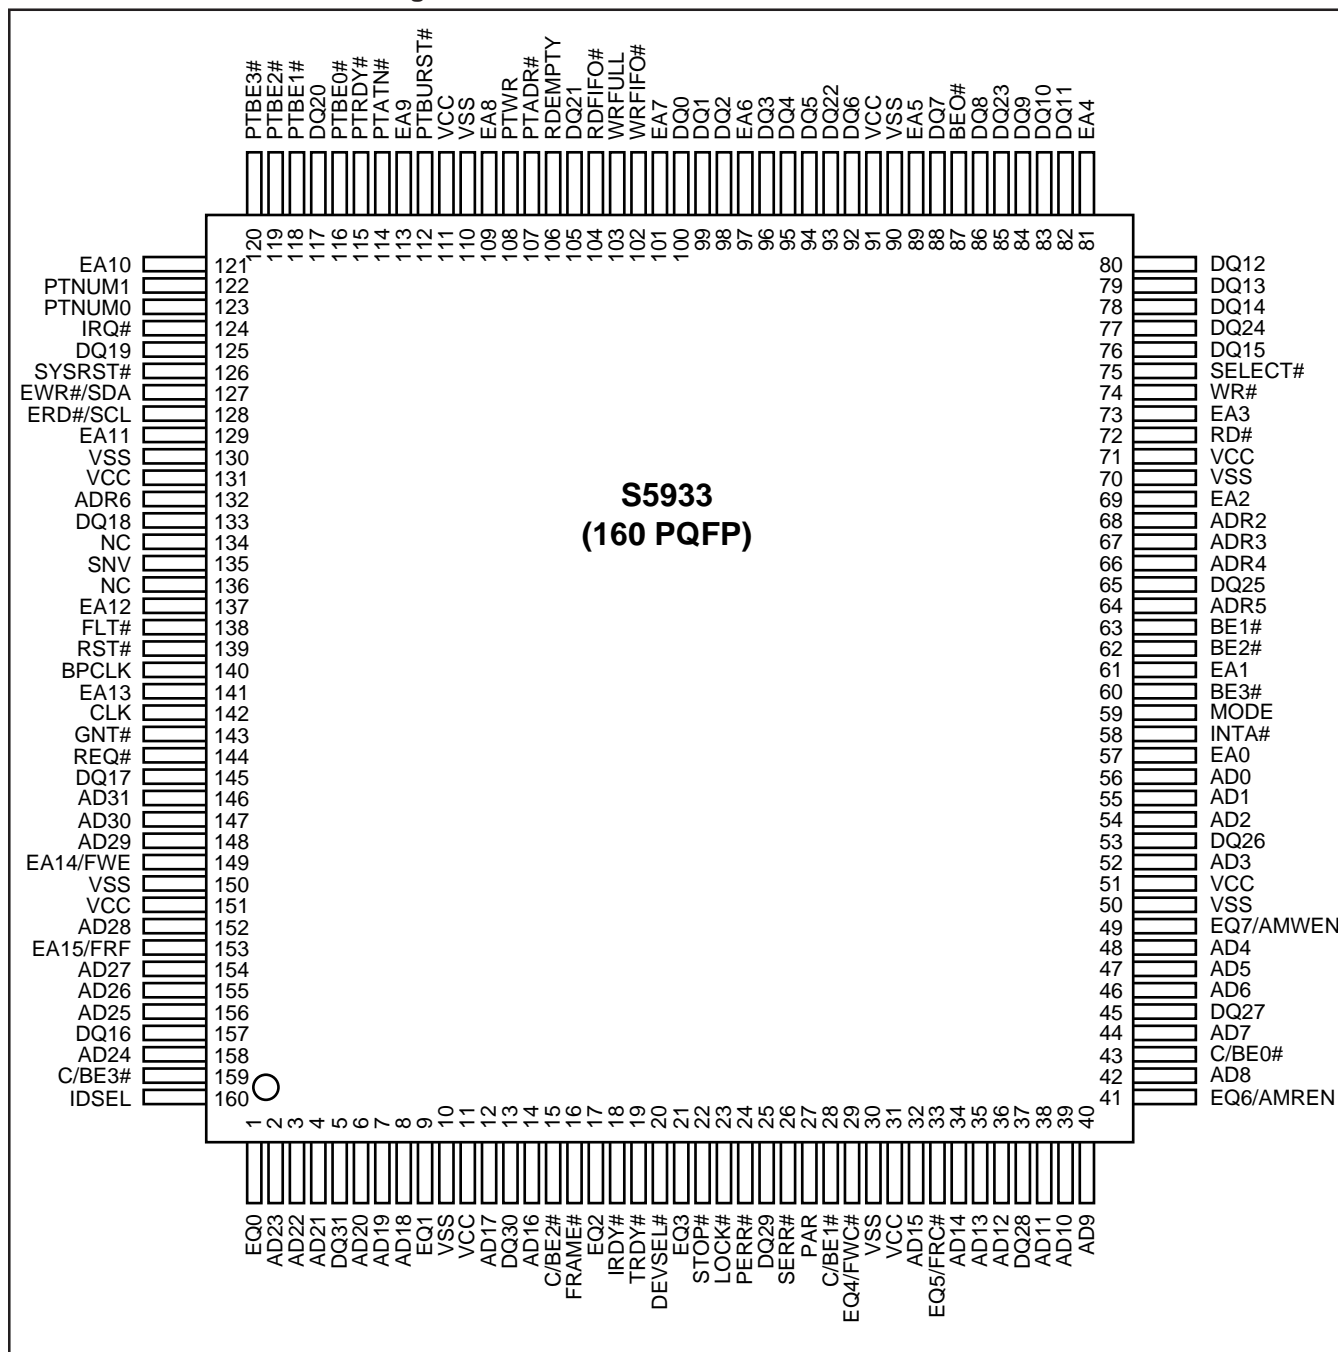 PTBE3#
PTBE2#
PTBE1#
DQ20
PTBE0#
PTRDY#
PTATN#
EA9
PTBURST#
VCC
VSS
EA8
PTWR
PTADR#
RDEMPTY
DQ21
RDFIFO#
WRFULL
WRFIFO#
EA7
DQ0
DQ1
DQ2
EA6
DQ3
DQ4
DQ5
DQ22
DQ6
VCC
VSS
EA5
DQ7
BEO#
DQ8
DQ23
DQ9
DQ10
DQ11
EA4
120
119
118
117
116
115
114
113
112
111
110
109
108
107
106
105
104
103
102
101
100
99
98
97
96
95
94
93
92
91
90
89
88
87
86
85
84
83
82
81
EA10 121
PTNUM1 122
PTNUM0 123
IRQ# 124
DQ19 125
SYSRST# 126
EWR#/SDA 127
ERD#/SCL 128
EA11 129
VSS 130
VCC 131
ADR6 132
DQ18 133
NC 134
SNV 135
NC 136
EA12 137
FLT# 138
RST# 139
BPCLK 140
EA13 141
CLK 142
GNT# 143
REQ# 144
DQ17 145
AD31 146
AD30 147
AD29 148
EA14/FWE 149
VSS 150
VCC 151
AD28 152
EA15/FRF 153
AD27 154
AD26 155
AD25 156
DQ16 157
AD24 158
C/BE3# 159
IDSEL 160
S5933
(160 PQFP)
80 DQ12
79 DQ13
78 DQ14
77 DQ24
76 DQ15
75 SELECT#
74 WR#
73 EA3
72 RD#
71 VCC
70 VSS
69 EA2
68 ADR2
67 ADR3
66 ADR4
65 DQ25
64 ADR5
63 BE1#
62 BE2#
61 EA1
60 BE3#
59 MODE
58 INTA#
57 EA0
56 AD0
55 AD1
54 AD2
53 DQ26
52 AD3
51 VCC
50 VSS
49 EQ7/AMWEN
48 AD4
47 AD5
46 AD6
45 DQ27
44 AD7
43 C/BE0#
42 AD8
41 EQ6/AMREN
1
2
3
4
5
6
7
8
9
10
11
12
13
14
15
16
17
18
19
20
21
22
23
24
25
26
27
28
29
30
31
32
33
34
35
36
37
38
39
40
EQ0
AD23
AD22
AD21
DQ31
AD20
AD19
AD18
EQ1
VSS
VCC
AD17
DQ30
AD16
C/BE2#
FRAME#
EQ2
IRDY#
TRDY#
DEVSEL#
EQ3
STOP#
LOCK#
PERR#
DQ29
SERR#
PAR
C/BE1#
EQ4/FWC#
VSS
VCC
AD15
EQ5/FRC#
AD14
AD13
AD12
DQ28
AD11
AD10
AD9